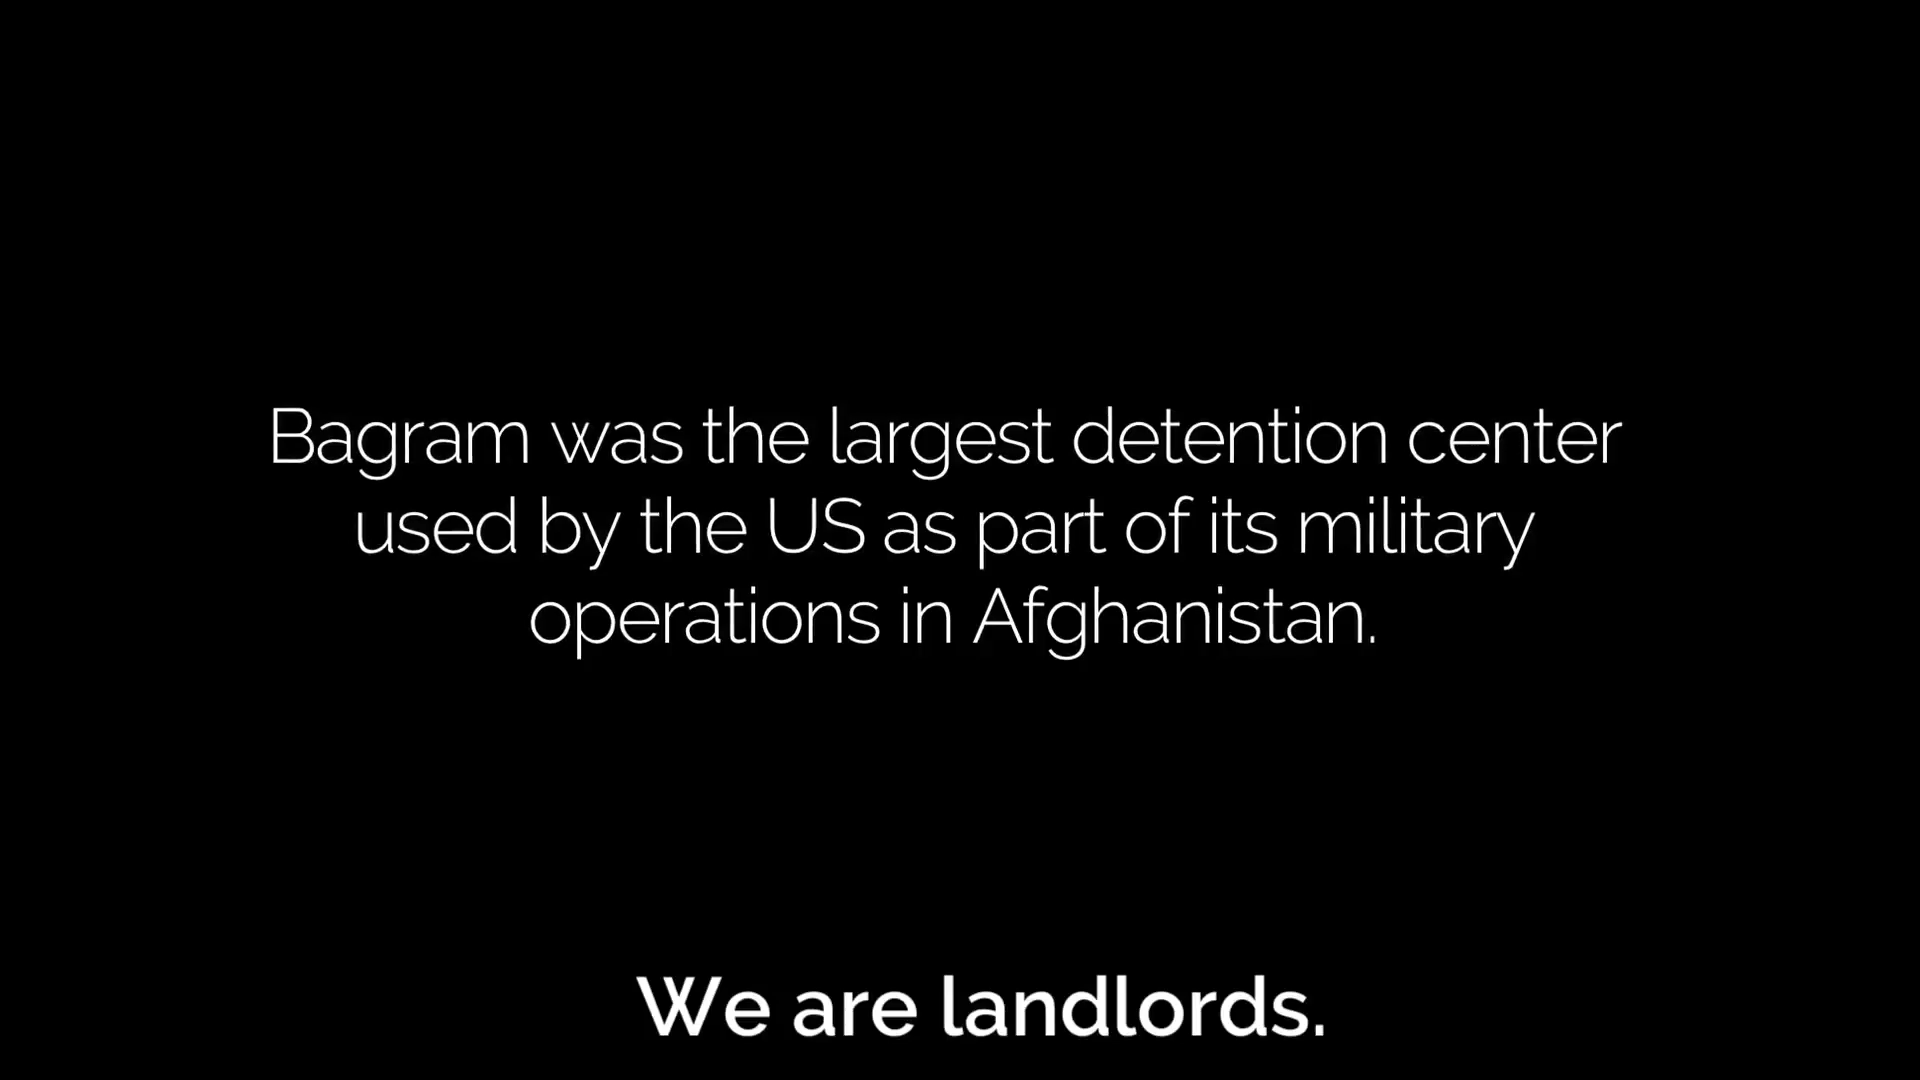 Bagram was the largest detention center
used by the US as part of its military
operations in Afghanistan.
We are landlords.